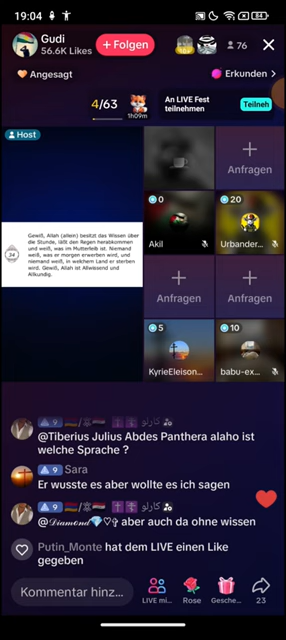 19:04
84
Gudi
56.6K Likes
+ Folgen
76
Angesagt
Erkunden >
4/63
1h09m
An LIVE Fest
teilnehmen
Teilneh
Host
Anfragen
0
Akil
20
Urbander...
34
Gewiß, Allah (allein) besitzt das Wissen über
die Stunde, läßt den Regen herabkommen
und weiß, was im Mutterleib ist. Niemand
weiß, was er morgen erwerben wird, und
niemand weiß, in welchem Land er sterben
wird. Gewiß, Allah ist Allwissend und
Allkundig.
Anfragen
Anfragen
5
KyrieEleison...
10
babu-ex...
9 🇦🇲/☸️🇪🇬 ✝️✝️ كارلو
@Tiberius Julius Abdes Panthera alaho ist
welche Sprache ?
9 Sara
Er wusste es aber wollte es ich sagen
9 🇦🇲/☸️🇪🇬 ✝️✝️ كارلو
@𝒟𝒾𝒶𝓂𝓸𝓃𝒹💎♡✞ aber auch da ohne wissen
Putin_Monte hat dem LIVE einen Like
gegeben
Kommentar hinz...
LIVE mi...
Rose
Gesche...
23